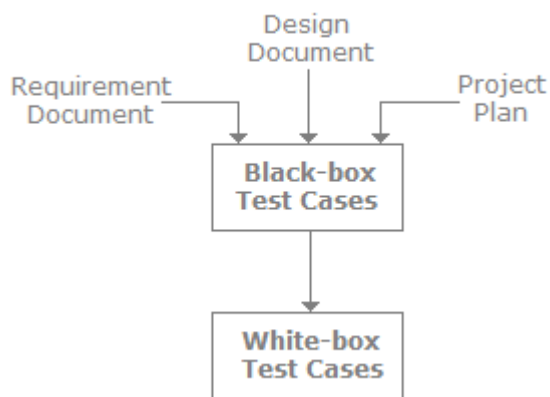 Design
Document
Requirement
Document
Project
Plan
Black-box
Test Cases
White-box
Test Cases